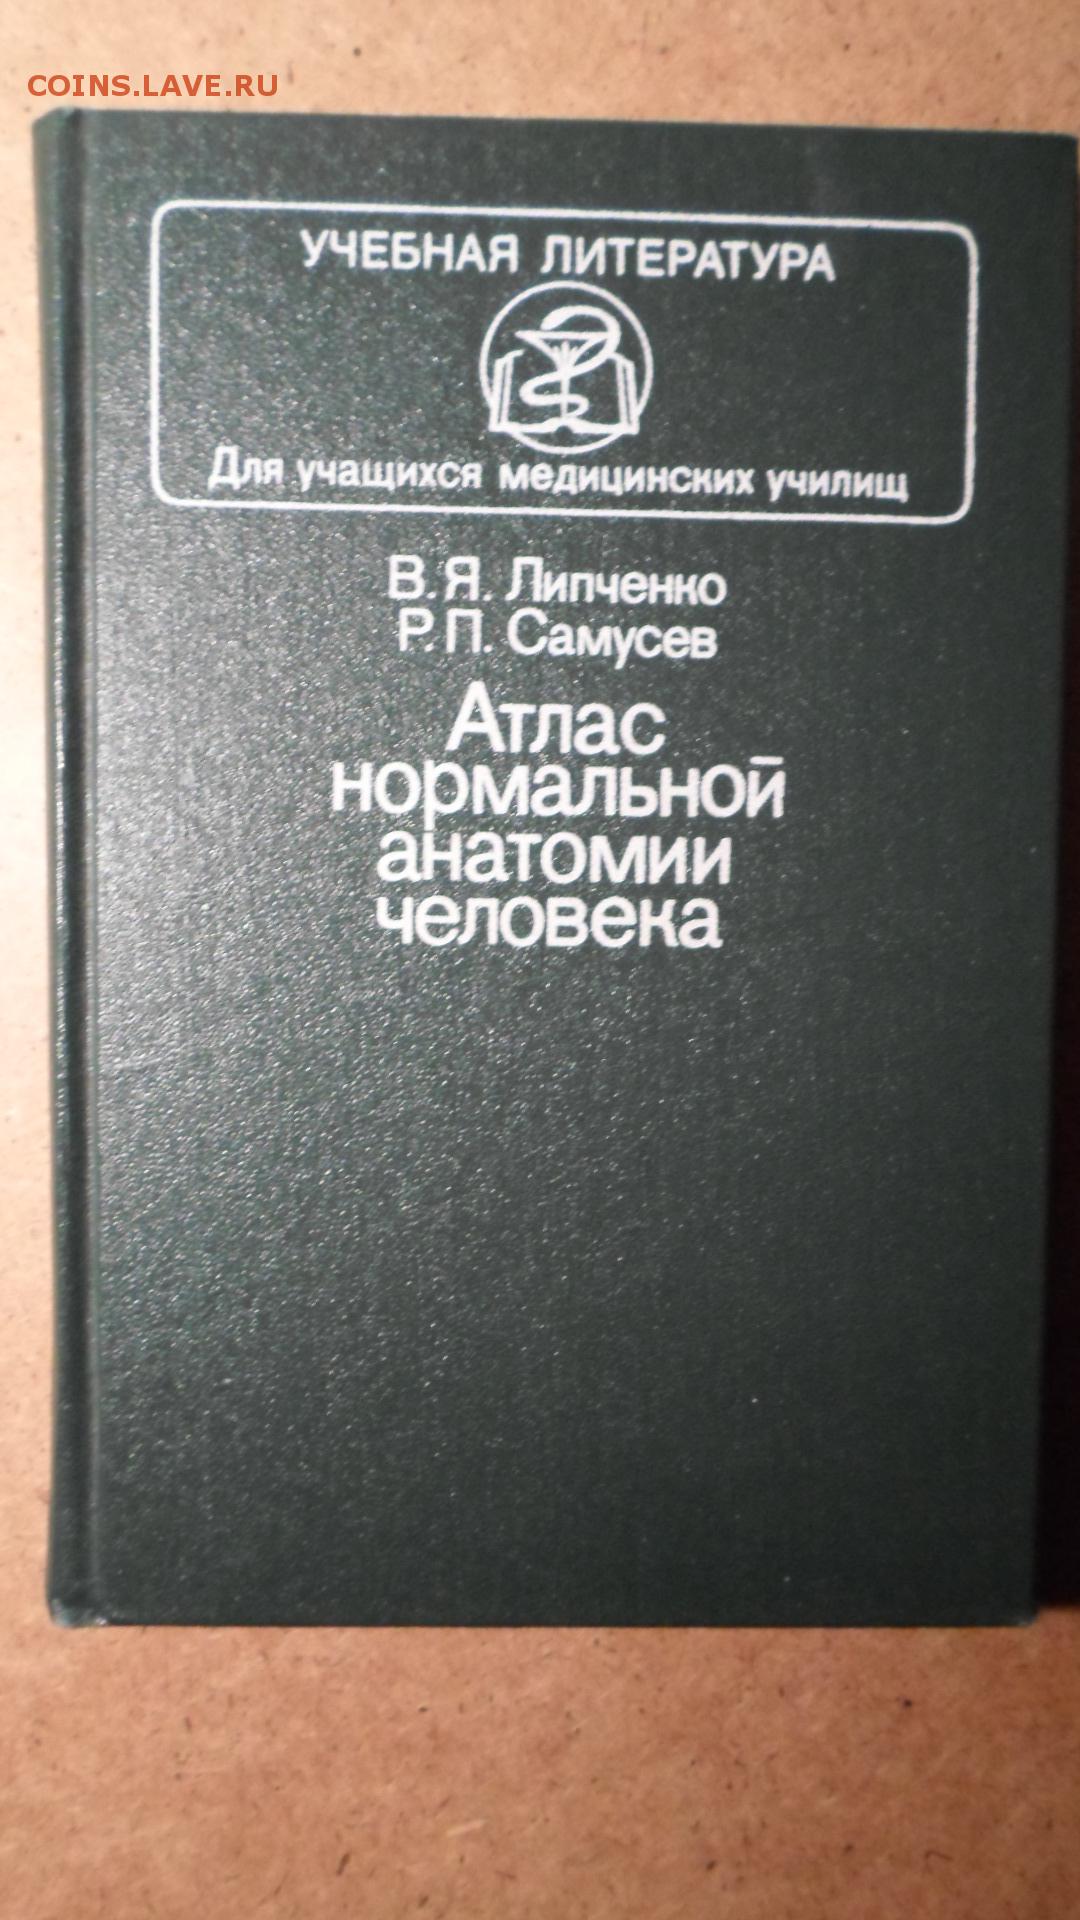 COINS.LAVE.RU
УЧЕБНАЯ ЛИТЕРАТУРА
Для учащихся медицинских училищ
В.Я. Липченко
Р.П. Самусев
Атлас
нормальной
анатомии
человека